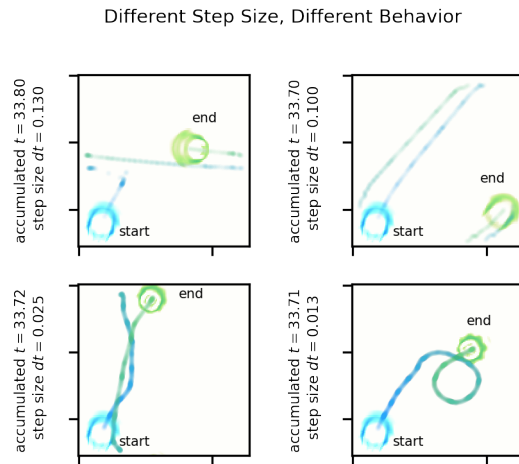 Different Step Size, Different Behavior
accumulated t = 33.80
step size dt = 0.130
end
start
accumulated t = 33.70
step size dt = 0.100
end
start
accumulated t = 33.72
step size dt = 0.025
end
start
accumulated t = 33.71
step size dt = 0.013
end
start